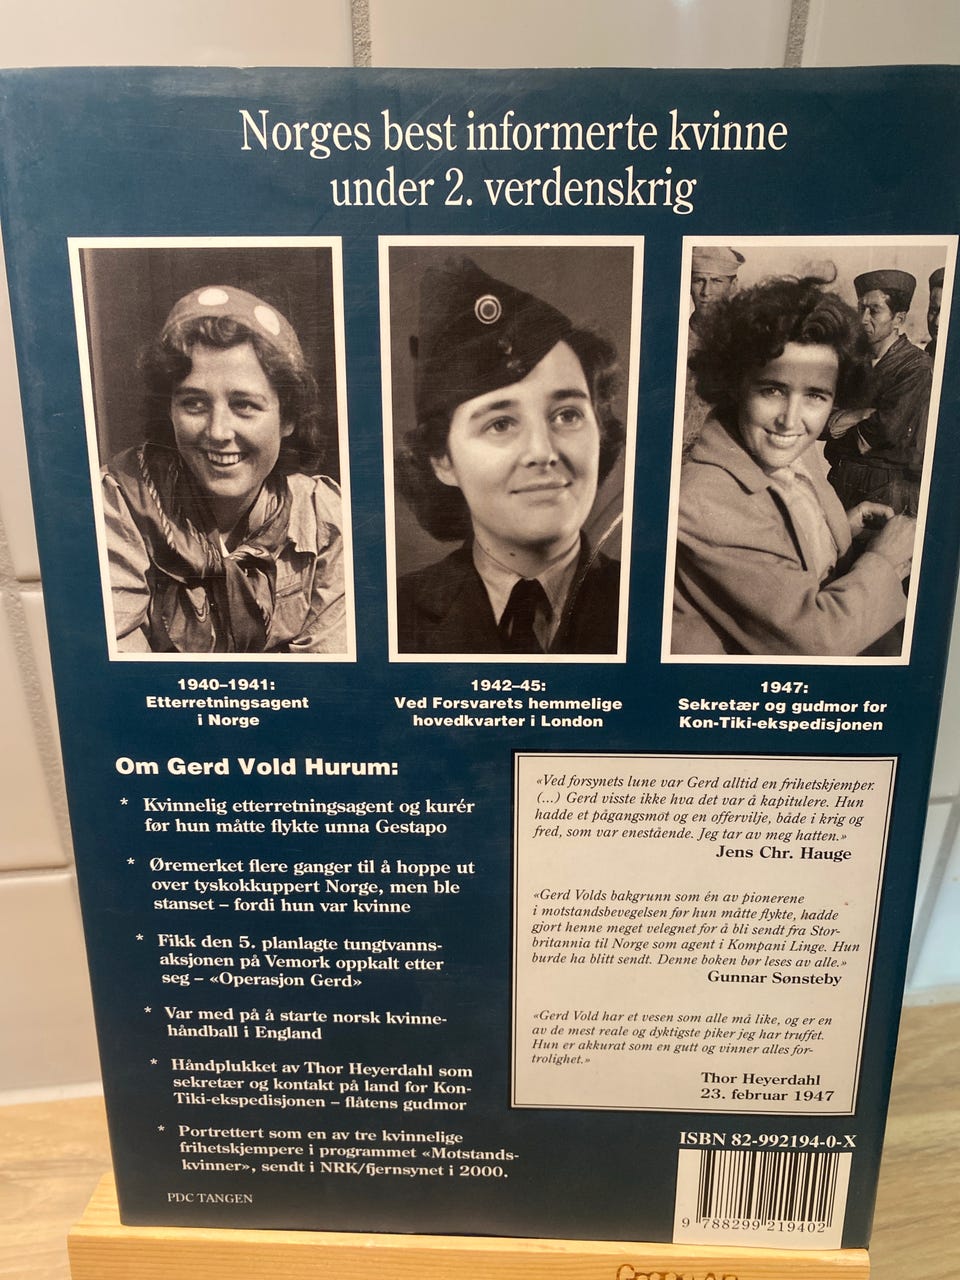 Norges best informerte kvinne
under 2. verdenskrig
1940–1941:
Etterretningsagent
i Norge
1942–45:
Ved Forsvarets hemmelige
hovedkvarter i London
1947:
Sekretær og gudmor for
Kon-Tiki-ekspedisjonen
Om Gerd Vold Hurum:
* Kvinnelig etterretningsagent og kurér
før hun måtte flykte unna Gestapo
* Øremerket flere ganger til å hoppe ut
over tyskokkuppert Norge, men ble
stanset – fordi hun var kvinne
* Fikk den 5. planlagte tungtvanns-
aksjonen på Vemork oppkalt etter
seg – «Operasjon Gerd»
* Var med på å starte norsk kvinne-
håndball i England
* Håndplukket av Thor Heyerdahl som
sekretær og kontakt på land for Kon-
Tiki-ekspedisjonen – flåtens gudmor
* Portrettert som en av tre kvinnelige
frihetskjempere i programmet «Motstands-
kvinner», sendt i NRK/fjernsynet i 2000.
PDC TANGEN
«Ved forsynets lune var Gerd alltid en frihetskjemper.
(...) Gerd visste ikke hva det var å kapitulere. Hun
hadde et pågangsmot og en offervilje, både i krig og
fred, som var enestående. Jeg tar av meg hatten.»
Jens Chr. Hauge
«Gerd Volds bakgrunn som én av pionerene
i motstandsbevegelsen før hun måtte flykte, hadde
gjort henne meget velegnet for å bli sendt fra Stor-
britannia til Norge som agent i Kompani Linge. Hun
burde ha blitt sendt. Denne boken bør leses av alle.»
Gunnar Sønsteby
«Gerd Vold har et vesen som alle må like, og er en
av de mest reale og dyktigste piker jeg har truffet.
Hun er akkurat som en gutt og vinner alles for-
trolighet.»
Thor Heyerdahl
23. februar 1947
ISBN 82-992194-0-X
9 788299 219402